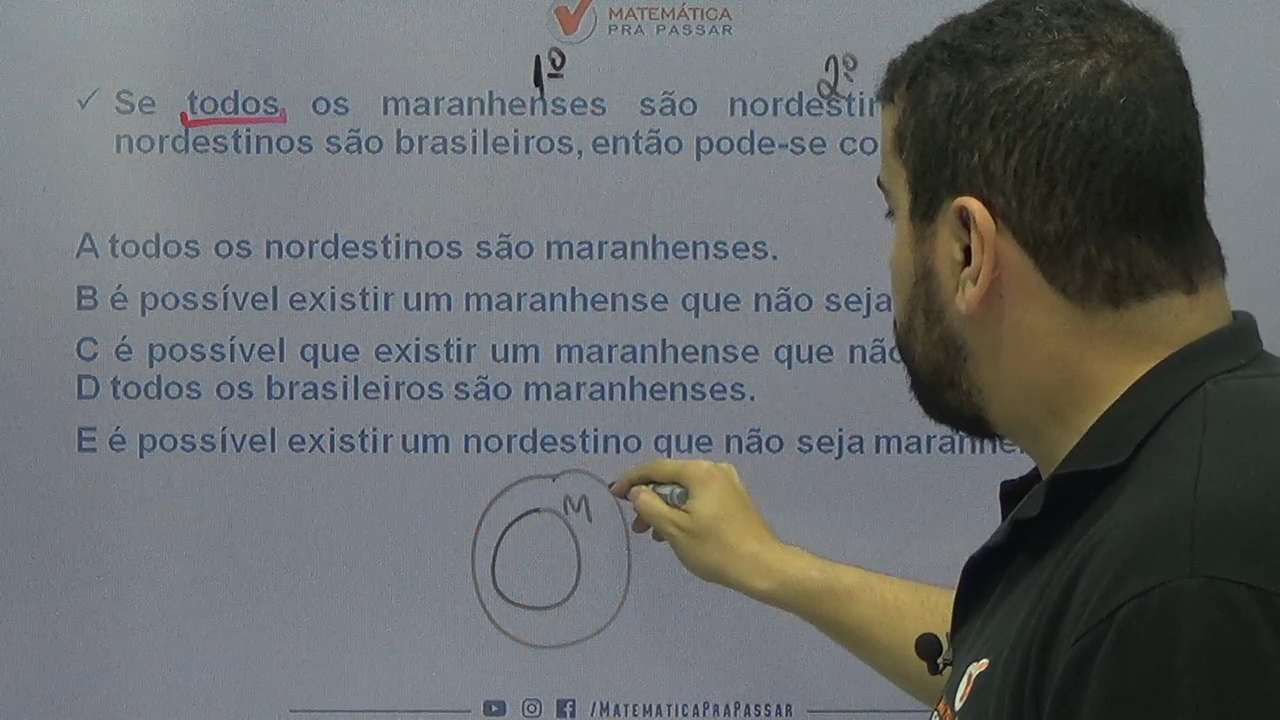 MATEMÁTICA
PRA PASSAR
1º 2º
✓ Se todos os maranhenses são nordestin
nordestinos são brasileiros, então pode-se co
A todos os nordestinos são maranhenses.
B é possível existir um maranhense que não seja
C é possível que existir um maranhense que não
D todos os brasileiros são maranhenses.
E é possível existir um nordestino que não seja maranhe
M
/MATEMATICAPRAPASSAR